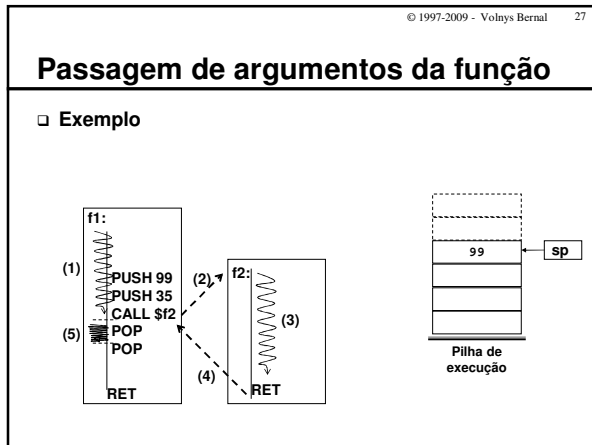 © 1997-2009 - Volnys Bernal 27
Passagem de argumentos da função
Exemplo
f1:
(1)
PUSH 99
PUSH 35
CALL $f2
(5)
POP
POP
RET
(2)
f2:
(3)
(4)
RET
99
sp
Pilha de
execução